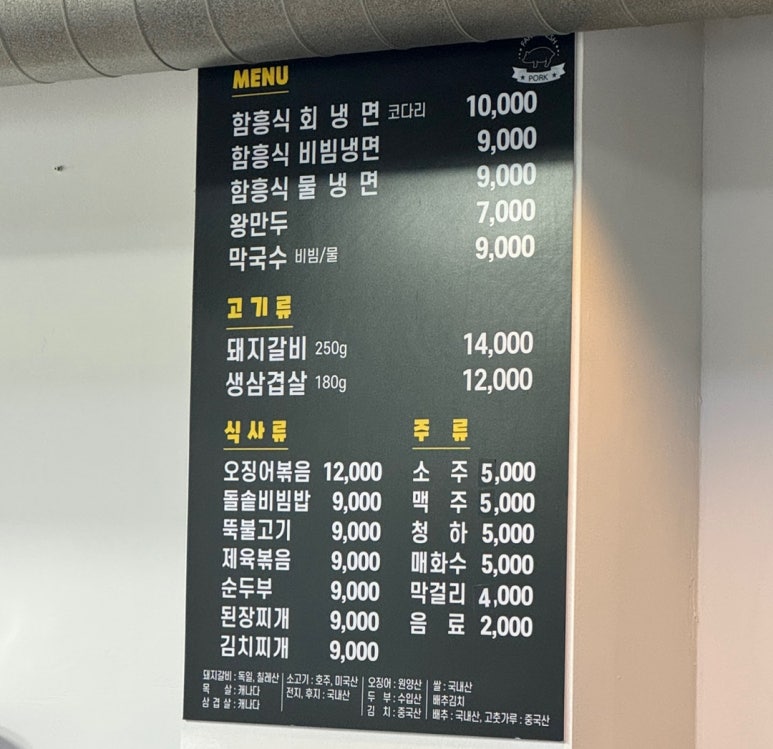 PORK
MENU
함흥식 회 냉 면 코다리 10,000
함흥식 비빔냉면 9,000
함흥식 물 냉 면 9,000
왕만두 7,000
막국수 비빔/물 9,000
고기류
돼지갈비 250g 14,000
생삼겹살 180g 12,000
식사류
오징어볶음 12,000
돌솥비빔밥 9,000
뚝불고기 9,000
제육볶음 9,000
순두부 9,000
된장찌개 9,000
김치찌개 9,000
주 류
소 주 5,000
맥 주 5,000
청 하 5,000
매화수 5,000
막걸리 4,000
음 료 2,000
돼지갈비 : 독일, 칠레산
목 살 : 캐나다
삼 겹 살 : 캐나다
소고기 : 호주, 미국산
전지, 후지 : 국내산
오징어 : 원양산
두 부 : 수입산
김 치 : 중국산
쌀 : 국내산
배추김치
배추 : 국내산, 고춧가루 : 중국산